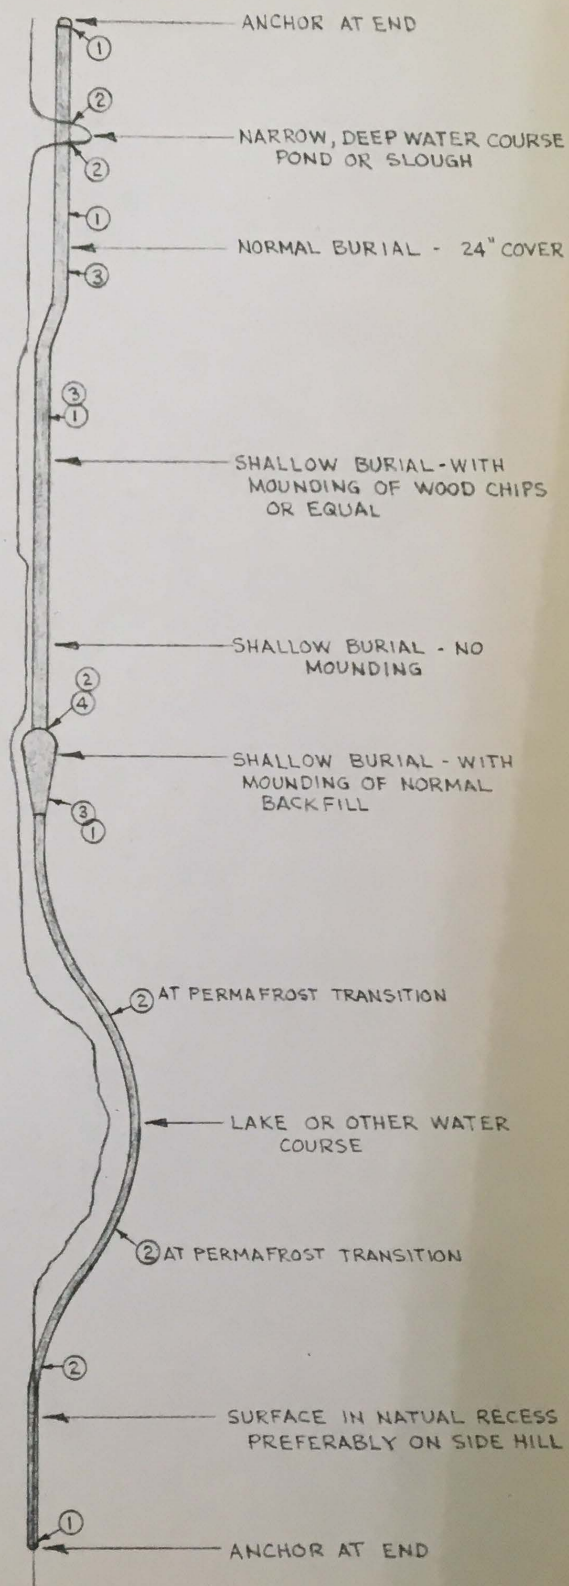 ANCHOR AT END
1
2
NARROW, DEEP WATER COURSE
POND OR SLOUGH
2
1
NORMAL BURIAL - 24" COVER
3
3
1
SHALLOW BURIAL - WITH
MOUNDING OF WOOD CHIPS
OR EQUAL
SHALLOW BURIAL - NO
MOUNDING
2
4
SHALLOW BURIAL - WITH
MOUNDING OF NORMAL
BACKFILL
3
1
2 AT PERMAFROST TRANSITION
LAKE OR OTHER WATER
COURSE
2 AT PERMAFROST TRANSITION
2
SURFACE IN NATUAL RECESS
PREFERABLY ON SIDE HILL
1
ANCHOR AT END